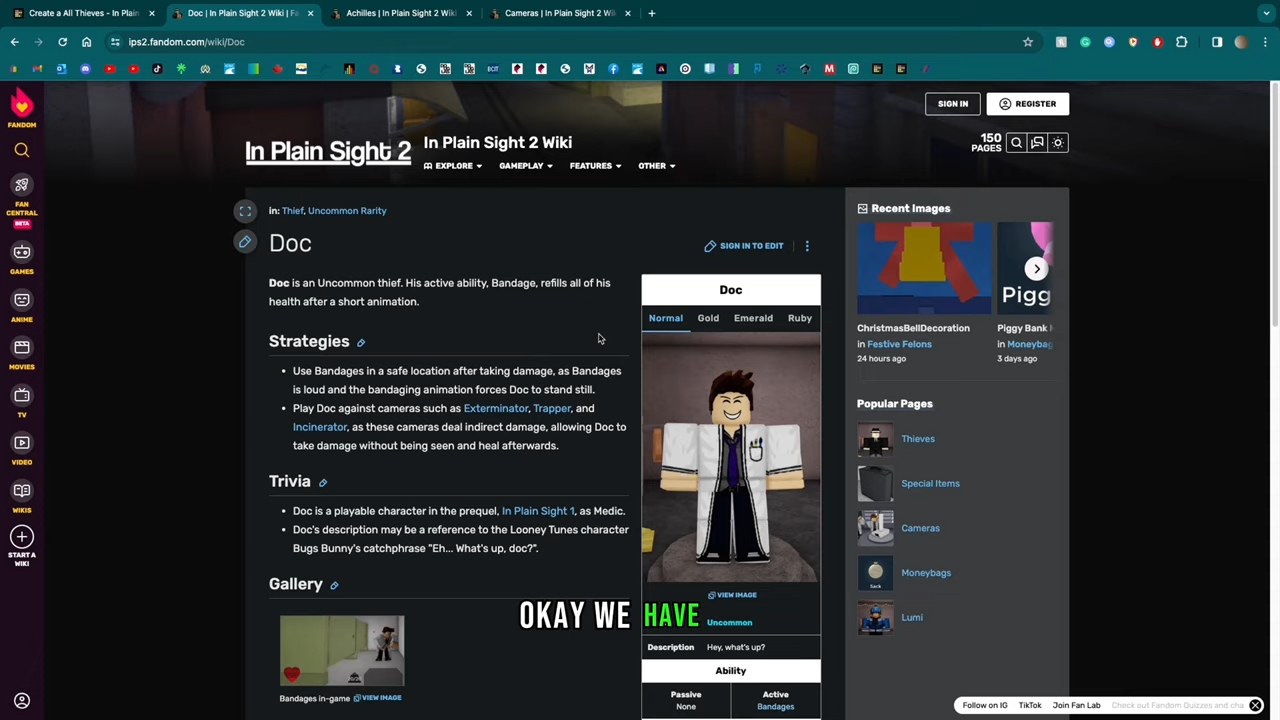 Create a All Thieves - In Plain
Doc | In Plain Sight 2 Wiki | Fa
Achilles | In Plain Sight 2 Wiki
Cameras | In Plain Sight 2 Wiki
ips2.fandom.com/wiki/Doc
FANDOM
FAN CENTRAL
BETA
GAMES
ANIME
MOVIES
TV
VIDEO
WIKIS
START A WIKI
SIGN IN
REGISTER
In Plain Sight 2
In Plain Sight 2 Wiki
EXPLORE
GAMEPLAY
FEATURES
OTHER
150
PAGES
in: Thief, Uncommon Rarity
Doc
SIGN IN TO EDIT
Doc is an Uncommon thief. His active ability, Bandage, refills all of his
health after a short animation.
Strategies
• Use Bandages in a safe location after taking damage, as Bandages
is loud and the bandaging animation forces Doc to stand still.
• Play Doc against cameras such as Exterminator, Trapper, and
Incinerator, as these cameras deal indirect damage, allowing Doc to
take damage without being seen and heal afterwards.
Trivia
• Doc is a playable character in the prequel, In Plain Sight 1, as Medic.
• Doc's description may be a reference to the Looney Tunes character
Bugs Bunny's catchphrase "Eh... What's up, doc?".
Gallery
Bandages in-game
VIEW IMAGE
Doc
Normal
Gold
Emerald
Ruby
VIEW IMAGE
Uncommon
Description
Hey, what's up?
Ability
Passive
Active
None
Bandages
OKAY WE HAVE
Recent Images
Pigg
ChristmasBellDecoration
in Festive Felons
24 hours ago
Piggy Bank
in Moneybag
3 days ago
Popular Pages
Thieves
Special Items
Cameras
Moneybags
Sack
Lumi
Follow on IG
TikTok
Join Fan Lab
Check out Fandom Quizzes and cha